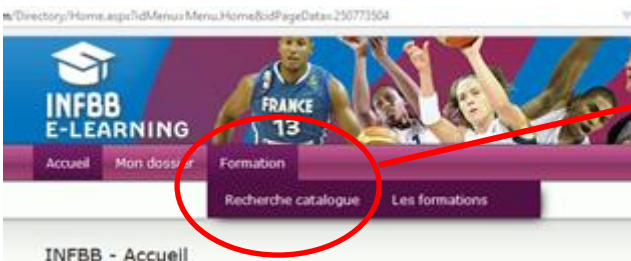 m/Directory/Home.aspx?idMenu=Menu.Home&idPageData=250773504
INFBB
E-LEARNING
FRANCE
13
Accueil Mon dossier Formation
Recherche catalogue Les formations
INFBB - Accueil